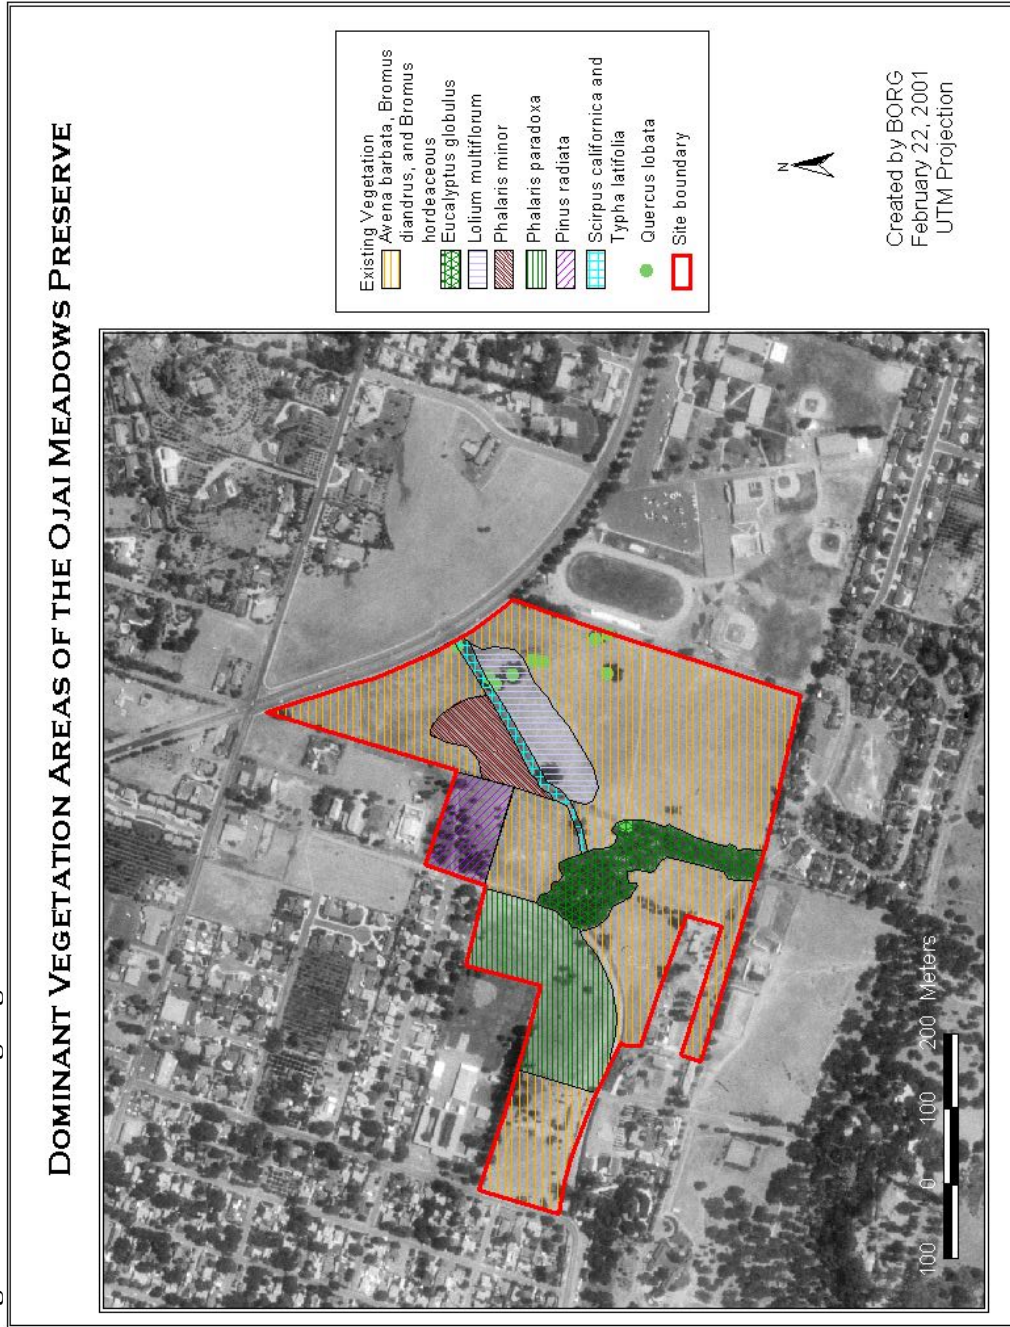 DOMINANT VEGETATION AREAS OF THE OJAI MEADOWS PRESERVE
Existing Vegetation
Avena barbata, Bromus
diandrus, and Bromus
hordeaceous
Eucalyptus globulus
Lolium multiflorum
Phalaris minor
Phalaris paradoxa
Pinus radiata
Scirpus californica and
Typha latifolia
Quercus lobata
Site boundary
N
Created by BORG
February 22, 2001
UTM Projection
100 0 100 200 Meters